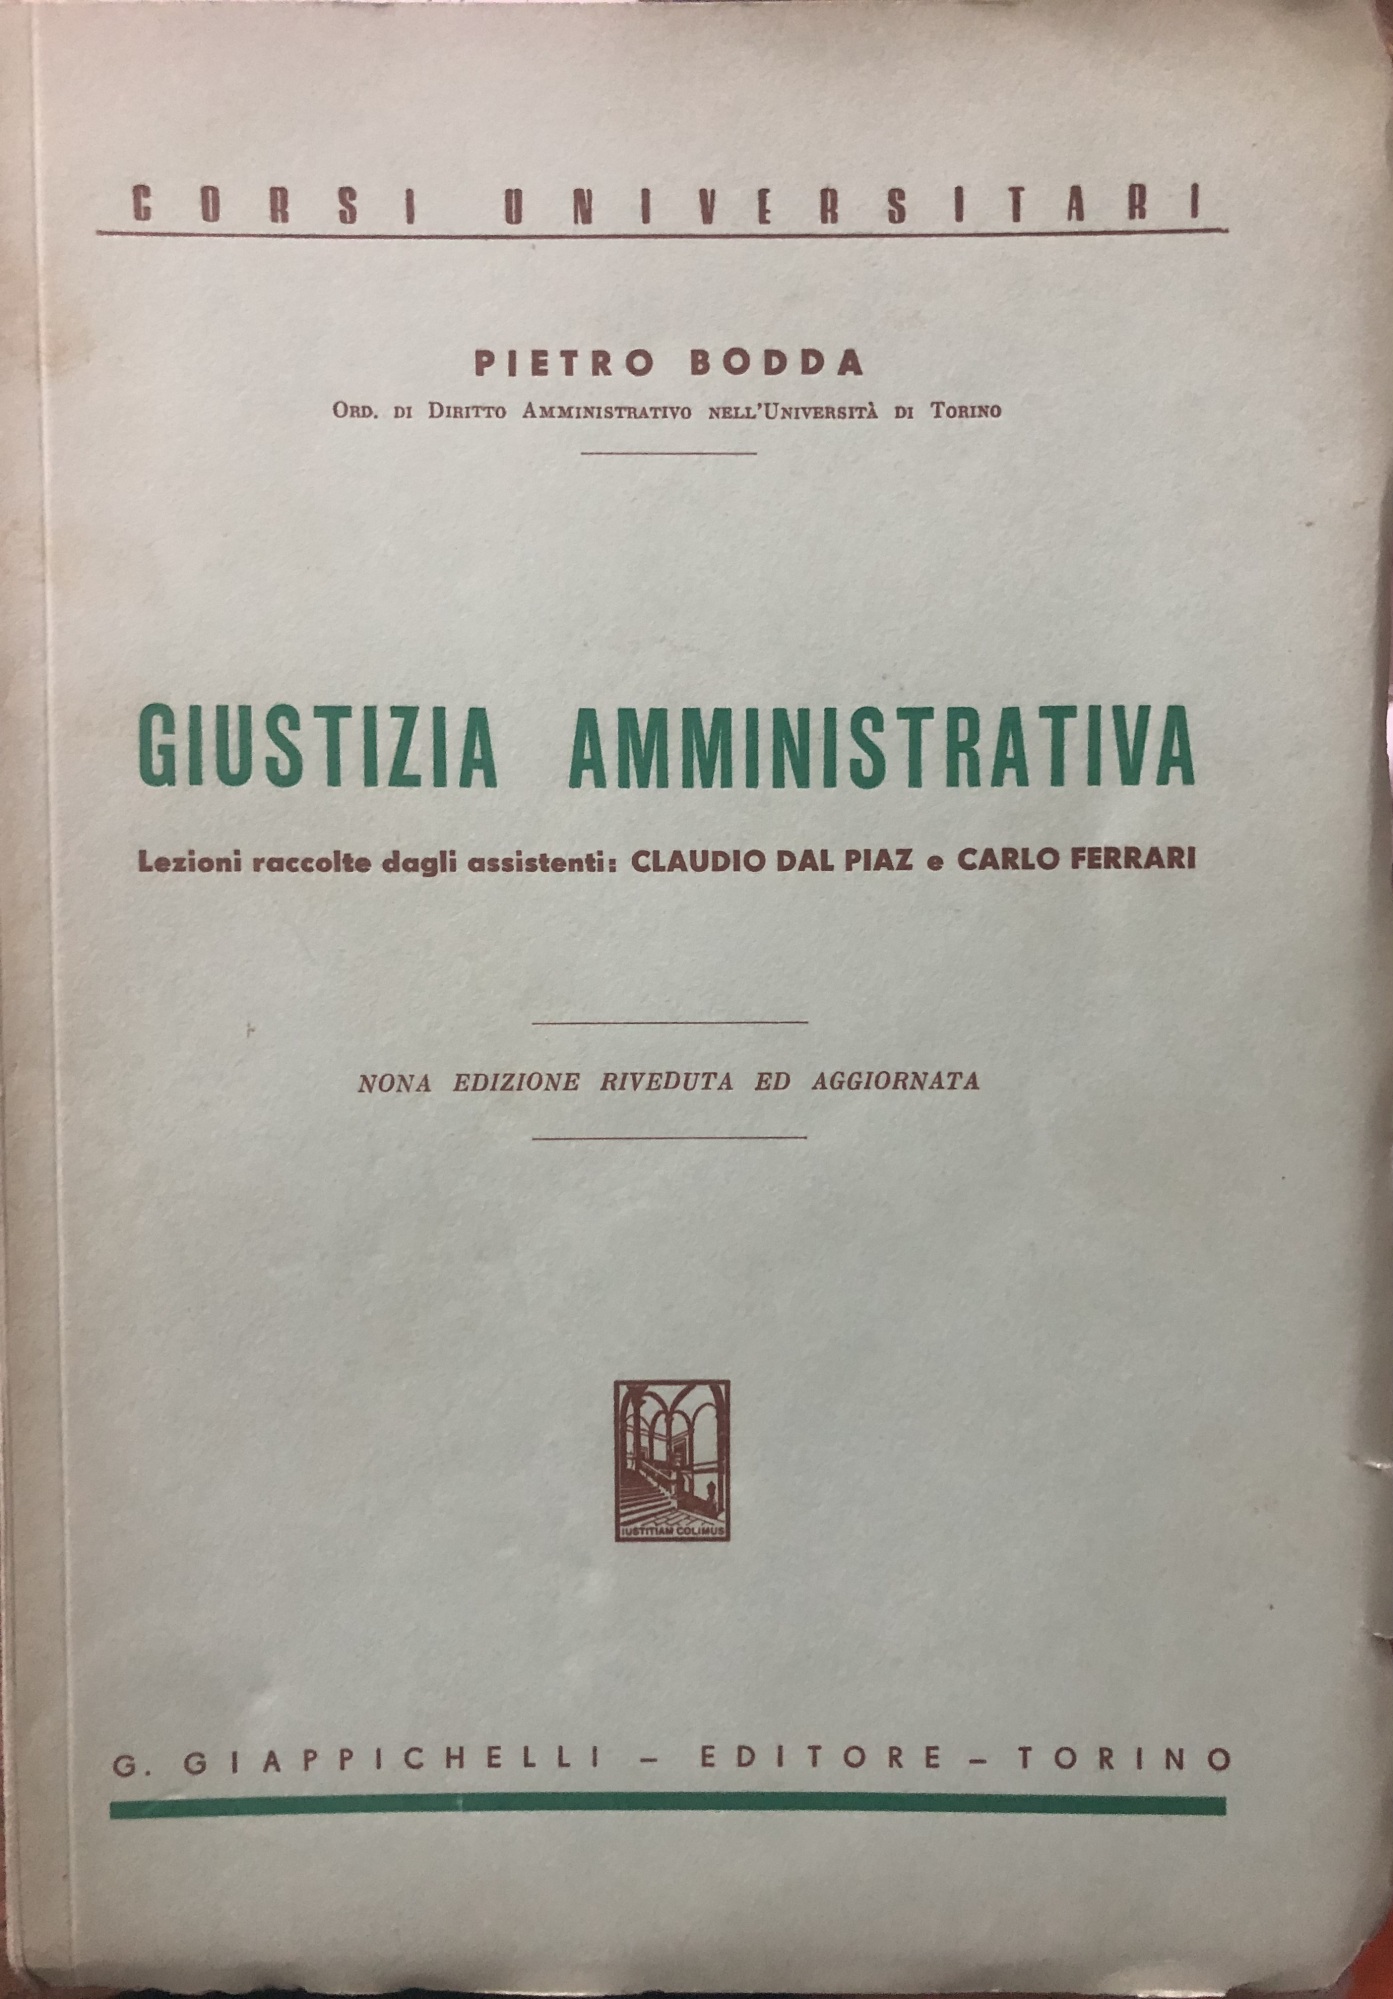 CORSI UNIVERSITARI
PIETRO BODDA
ORD. DI DIRITTO AMMINISTRATIVO NELL'UNIVERSITÀ DI TORINO
GIUSTIZIA AMMINISTRATIVA
Lezioni raccolte dagli assistenti: CLAUDIO DAL PIAZ e CARLO FERRARI
NONA EDIZIONE RIVEDUTA ED AGGIORNATA
IUSTITIAM COLIMUS
G. GIAPPICHELLI – EDITORE – TORINO